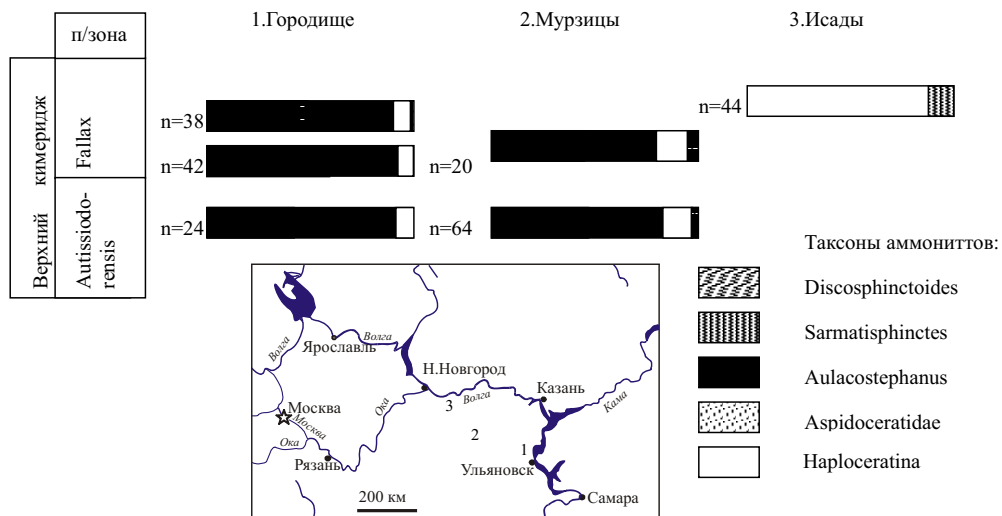 1.Городище
2.Мурзицы
3.Исады
п/зона
Верхний кимеридж
Fallax
Autissiodo-
rensis
n=38
n=42
n=24
n=20
n=64
n=44
Таксоны аммониттов:
Discosphinctoides
Sarmatisphinctes
Aulacostephanus
Aspidoceratidae
Haploceratina
Ярославль
Волга
Волга
Н.Новгород
Волга
3
Казань
Кама
Москва
Москва
Ока
Ока
Рязань
2
1
Ульяновск
Самара
200 км